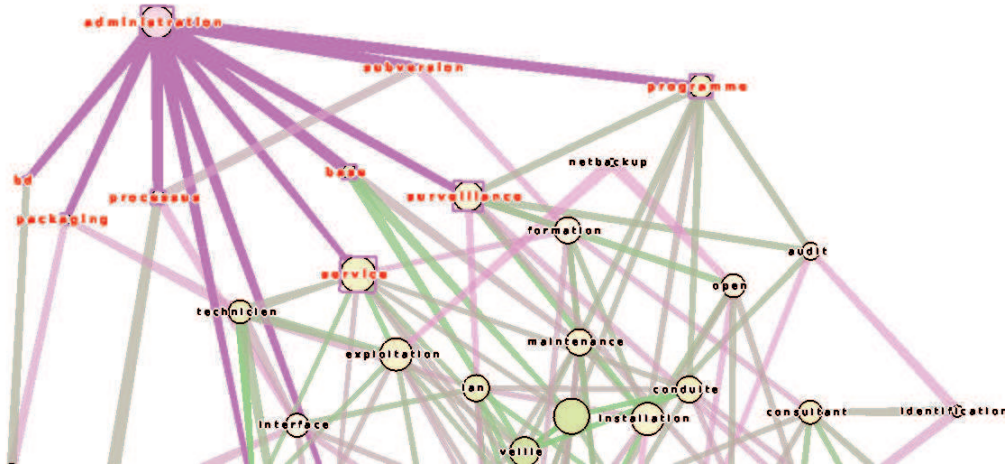 administration
subversion
programme
netbackup
bd
base
processus
surveillance
packaging
formation
audit
service
open
technicien
maintenance
exploitation
lan
conduite
interface
installation
consultant
identification
veille